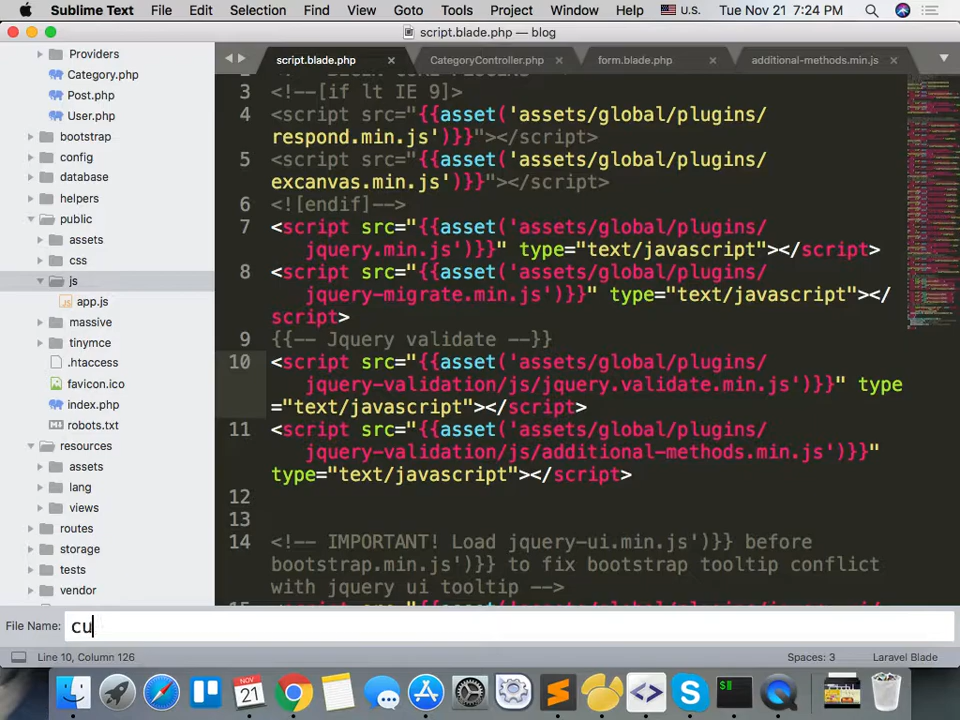 Sublime Text File Edit Selection Find View Goto Tools Project Window Help U.S. Tue Nov 21 7:24 PM
script.blade.php — blog
script.blade.php × CategoryController.php × form.blade.php × additional-methods.min.js ×
Providers
Category.php
Post.php
User.php
bootstrap
config
database
helpers
public
assets
css
js
JS app.js
massive
tinymce
.htaccess
favicon.ico
index.php
robots.txt
resources
assets
lang
views
routes
storage
tests
vendor
3 <!--[if lt IE 9]>
4 <script src="{{asset('assets/global/plugins/
respond.min.js')}}"></script>
5 <script src="{{asset('assets/global/plugins/
excanvas.min.js')}}"></script>
6 <![endif]-->
7 <script src="{{asset('assets/global/plugins/
jquery.min.js')}}" type="text/javascript"></script>
8 <script src="{{asset('assets/global/plugins/
jquery-migrate.min.js')}}" type="text/javascript"></
script>
9 {{-- Jquery validate --}}
10 <script src="{{asset('assets/global/plugins/
jquery-validation/js/jquery.validate.min.js')}}" type
="text/javascript"></script>
11 <script src="{{asset('assets/global/plugins/
jquery-validation/js/additional-methods.min.js')}}"
type="text/javascript"></script>
12
13
14 <!-- IMPORTANT! Load jquery-ui.min.js')}} before
bootstrap.min.js')}} to fix bootstrap tooltip conflict
with jquery ui tooltip -->
File Name: cu
Line 10, Column 126 Spaces: 3 Laravel Blade
NOV
21